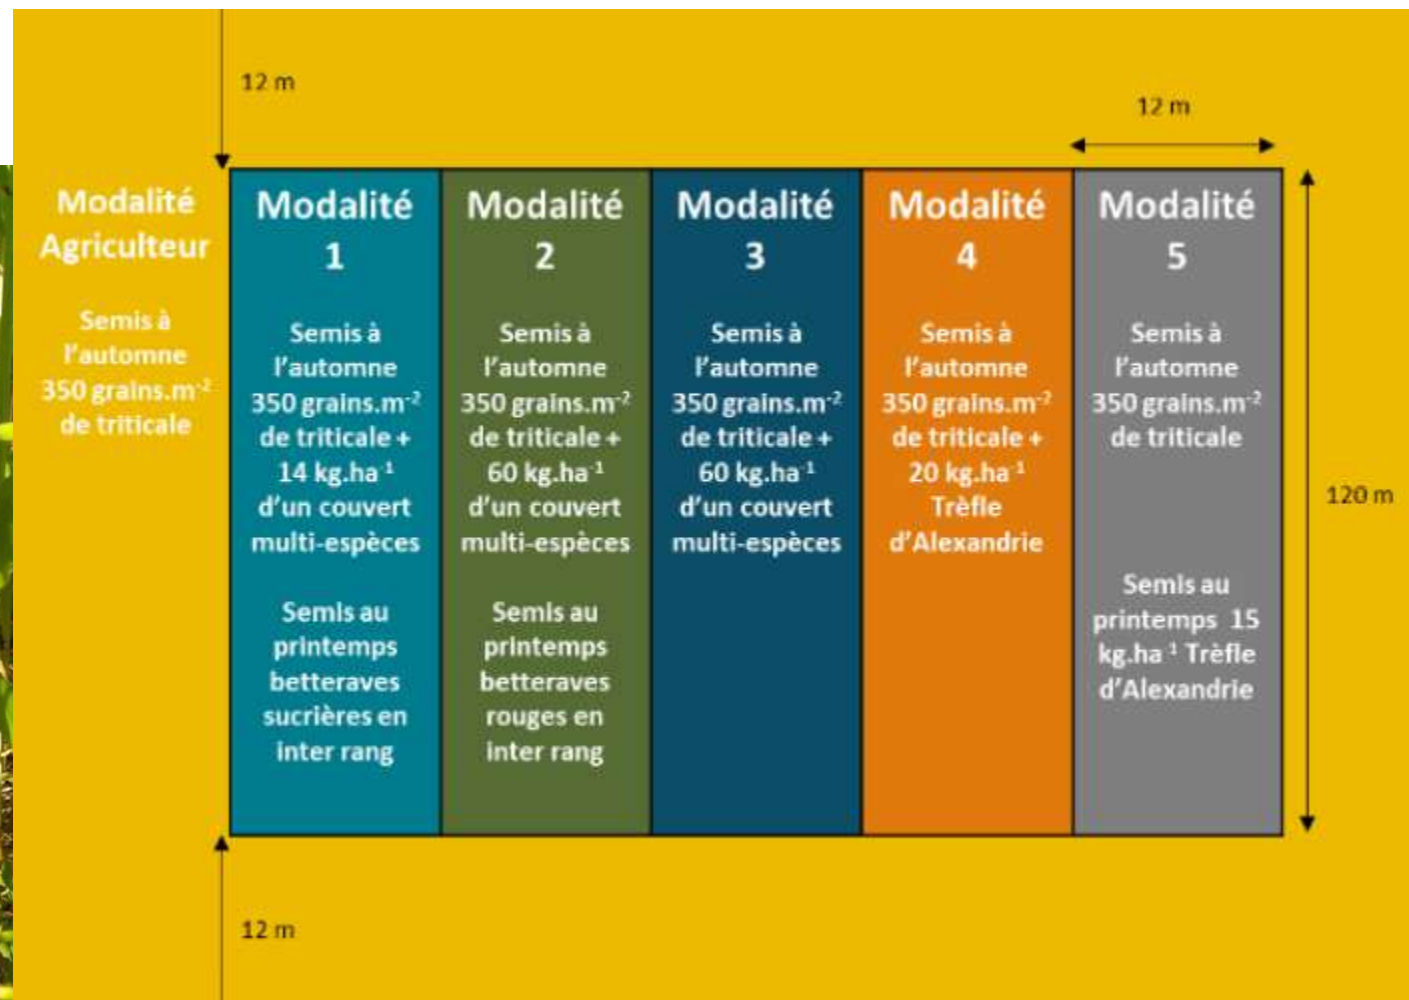 12 m
12 m
Modalité
Agriculteur
Semis à
l'automne
350 grains.m⁻²
de triticale
Modalité
1
Semis à
l'automne
350 grains.m⁻²
de triticale +
14 kg.ha⁻¹
d'un couvert
multi-espèces
Semis au
printemps
betteraves
sucrières en
inter rang
Modalité
2
Semis à
l'automne
350 grains.m⁻²
de triticale +
60 kg.ha⁻¹
d'un couvert
multi-espèces
Semis au
printemps
betteraves
rouges en
inter rang
Modalité
3
Semis à
l'automne
350 grains.m⁻²
de triticale +
60 kg.ha⁻¹
d'un couvert
multi-espèces
Modalité
4
Semis à
l'automne
350 grains.m⁻²
de triticale +
20 kg.ha⁻¹
Trèfle
d'Alexandrie
Modalité
5
Semis à
l'automne
350 grains.m⁻²
de triticale
Semis au
printemps 15
kg.ha⁻¹ Trèfle
d'Alexandrie
120 m
12 m